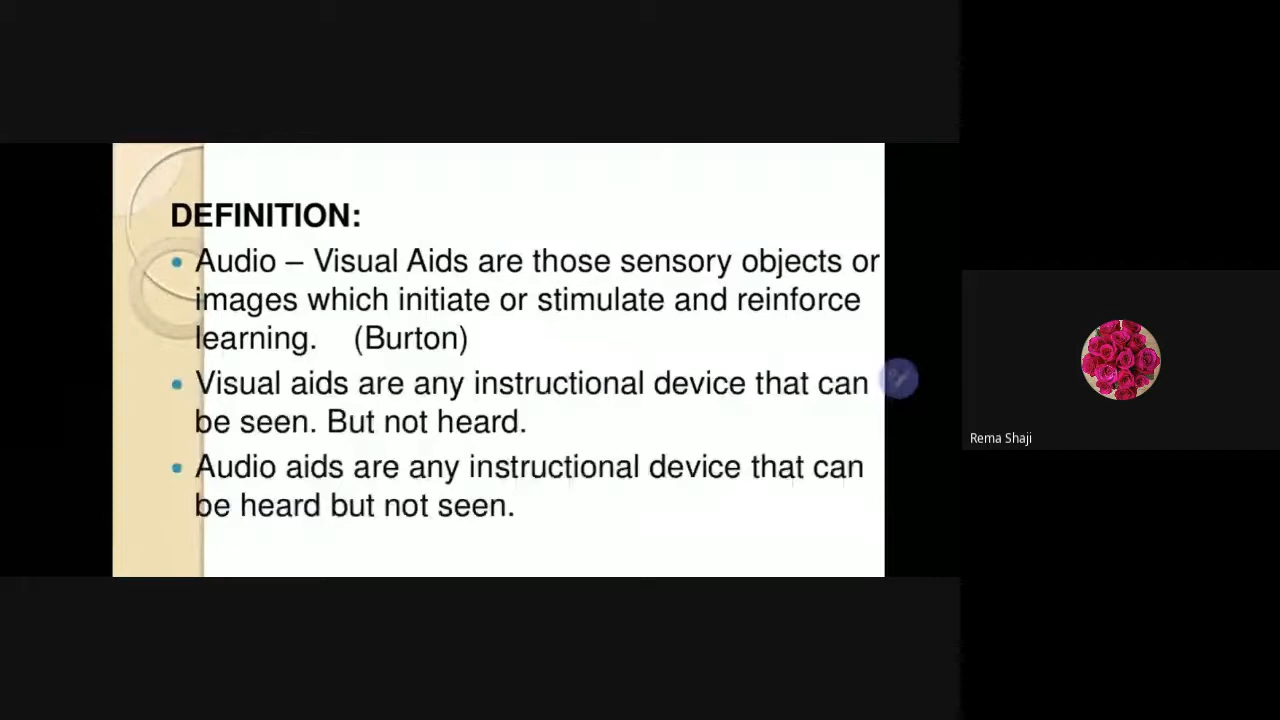 DEFINITION:
• Audio – Visual Aids are those sensory objects or
images which initiate or stimulate and reinforce
learning. (Burton)
• Visual aids are any instructional device that can
be seen. But not heard.
• Audio aids are any instructional device that can
be heard but not seen.
Rema Shaji